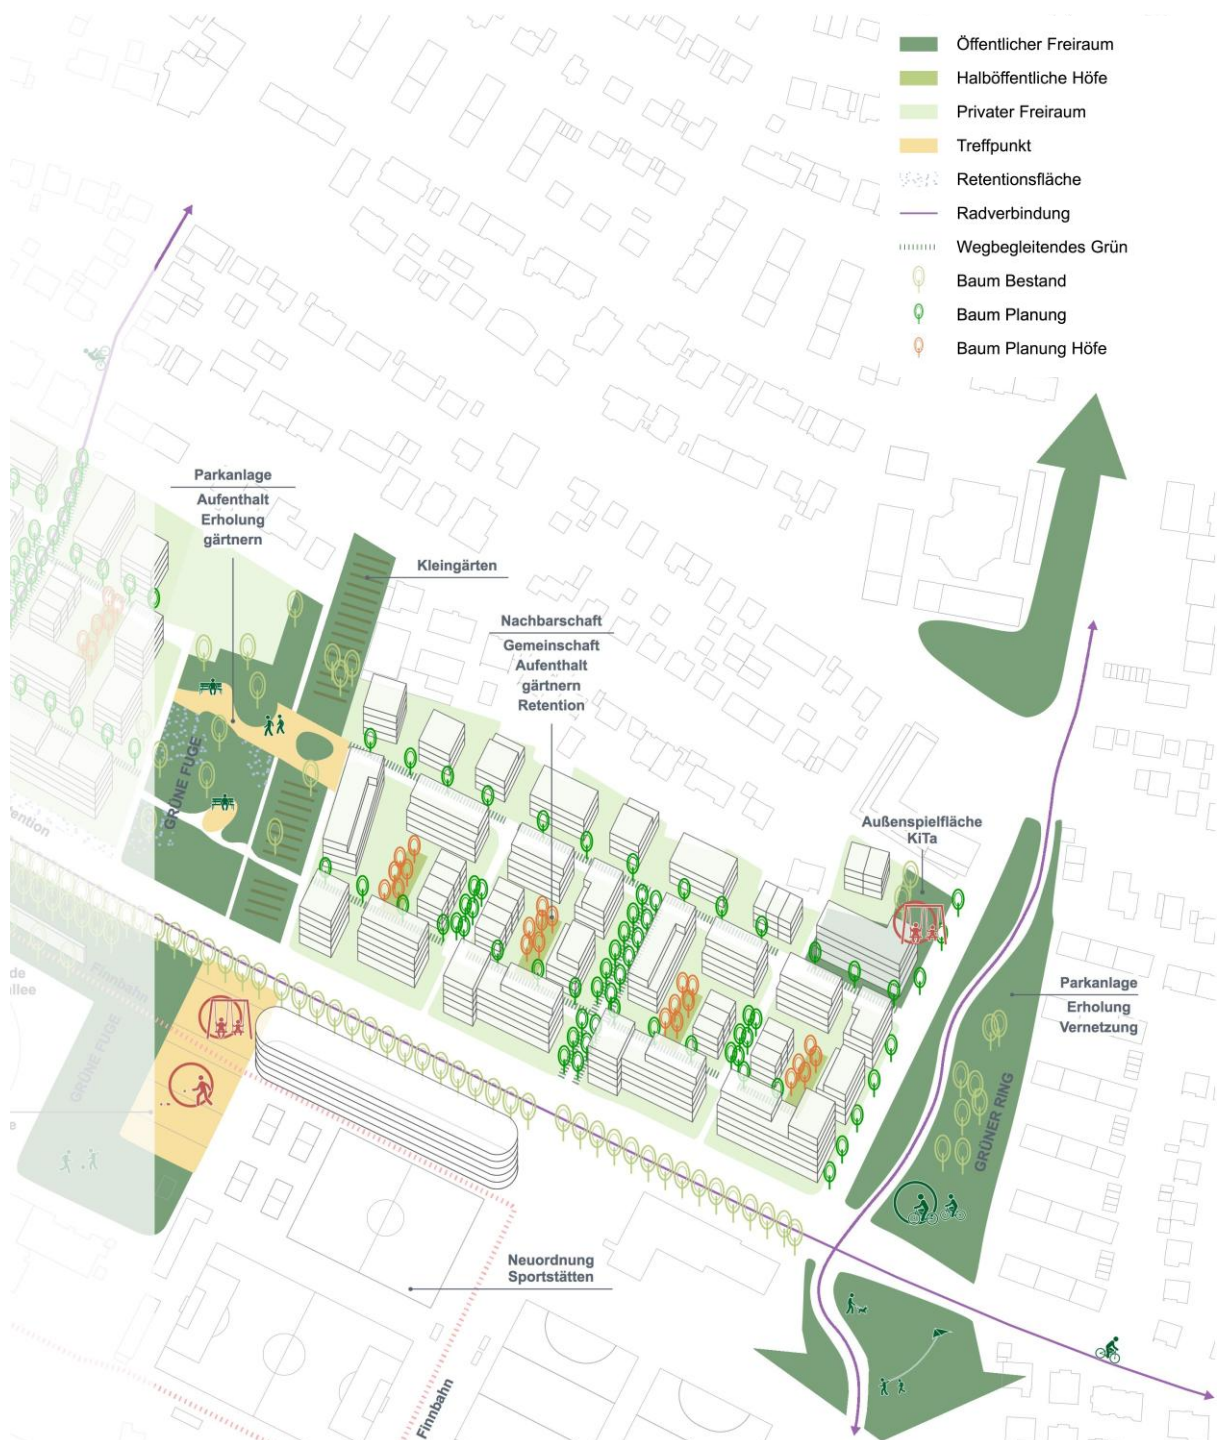 Öffentlicher Freiraum
Halböffentliche Höfe
Privater Freiraum
Treffpunkt
Retentionsfläche
Radverbindung
Wegbegleitendes Grün
Baum Bestand
Baum Planung
Baum Planung Höfe
Parkanlage
Aufenthalt
Erholung
gärtnern
Kleingärten
Nachbarschaft
Gemeinschaft
Aufenthalt
gärtnern
Retention
GRÜNE FUGE
Außenspielfläche
KiTa
Parkanlage
Erholung
Vernetzung
GRÜNER RING
Finnbahn
GRÜNE FUGE
Neuordnung
Sportstätten
Finnbahn